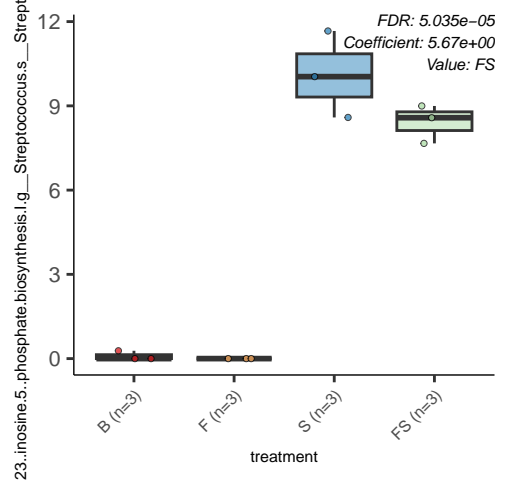 FDR: 5.035e−05
Coefficient: 5.67e+00
Value: FS
23..inosine.5..phosphate.biosynthesis.I.g__Streptococcus.s__Strept
12
9
6
3
0
B (n=3)
F (n=3)
S (n=3)
FS (n=3)
treatment